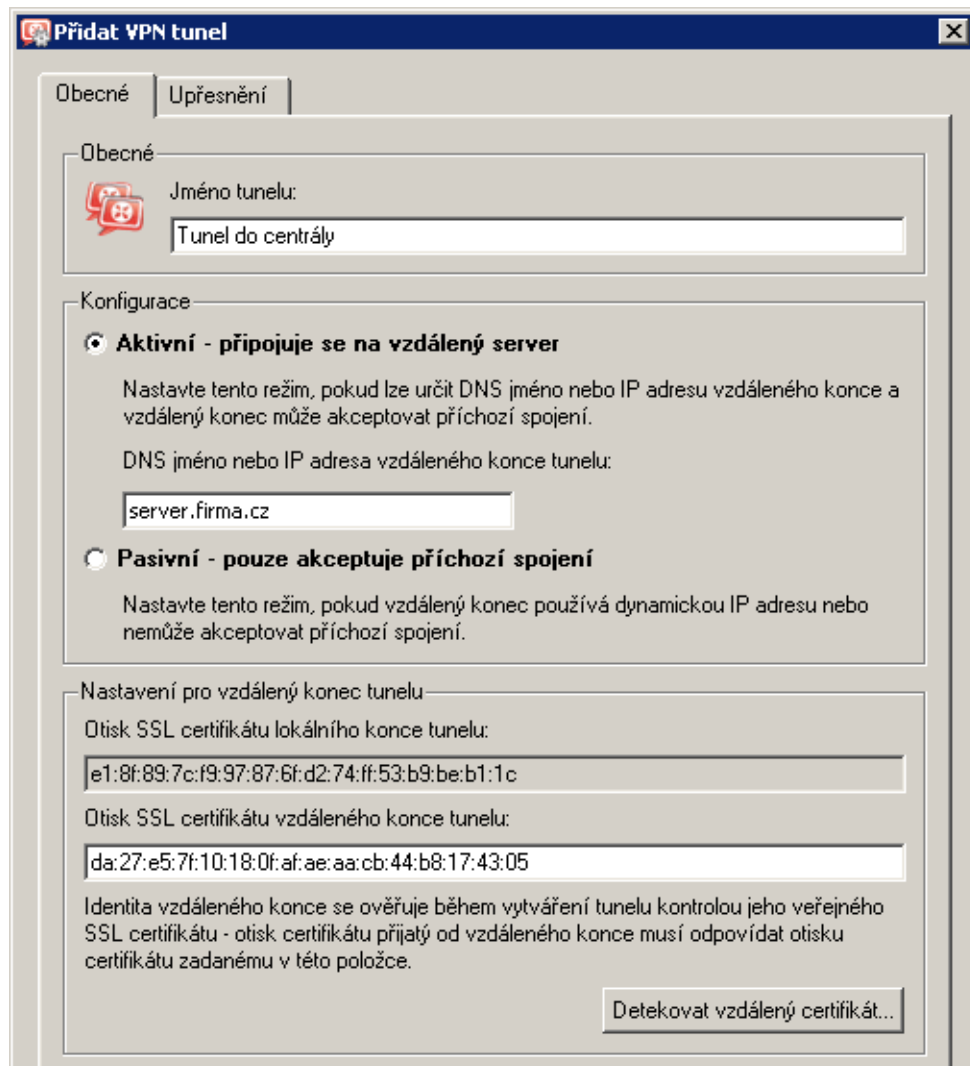 Přidat VPN tunel
Obecné
Upřesnění
Obecné
Jméno tunelu:
Tunel do centrály
Konfigurace
Aktivní - připojuje se na vzdálený server
Nastavte tento režim, pokud lze určit DNS jméno nebo IP adresu vzdáleného konce a
vzdálený konec může akceptovat příchozí spojení.
DNS jméno nebo IP adresa vzdáleného konce tunelu:
server.firma.cz
Pasivní - pouze akceptuje příchozí spojení
Nastavte tento režim, pokud vzdálený konec používá dynamickou IP adresu nebo
nemůže akceptovat příchozí spojení.
Nastavení pro vzdálený konec tunelu
Otisk SSL certifikátu lokálního konce tunelu:
e1:8f:89:7c:f9:97:87:6f:d2:74:ff:53:b9:be:b1:1c
Otisk SSL certifikátu vzdáleného konce tunelu:
da:27:e5:7f:10:18:0f:af:ae:aa:cb:44:b8:17:43:05
Identita vzdáleného konce se ověřuje během vytváření tunelu kontrolou jeho veřejného
SSL certifikátu - otisk certifikátu přijatý od vzdáleného konce musí odpovídat otisku
certifikátu zadanému v této položce.
Detekovat vzdálený certifikát...